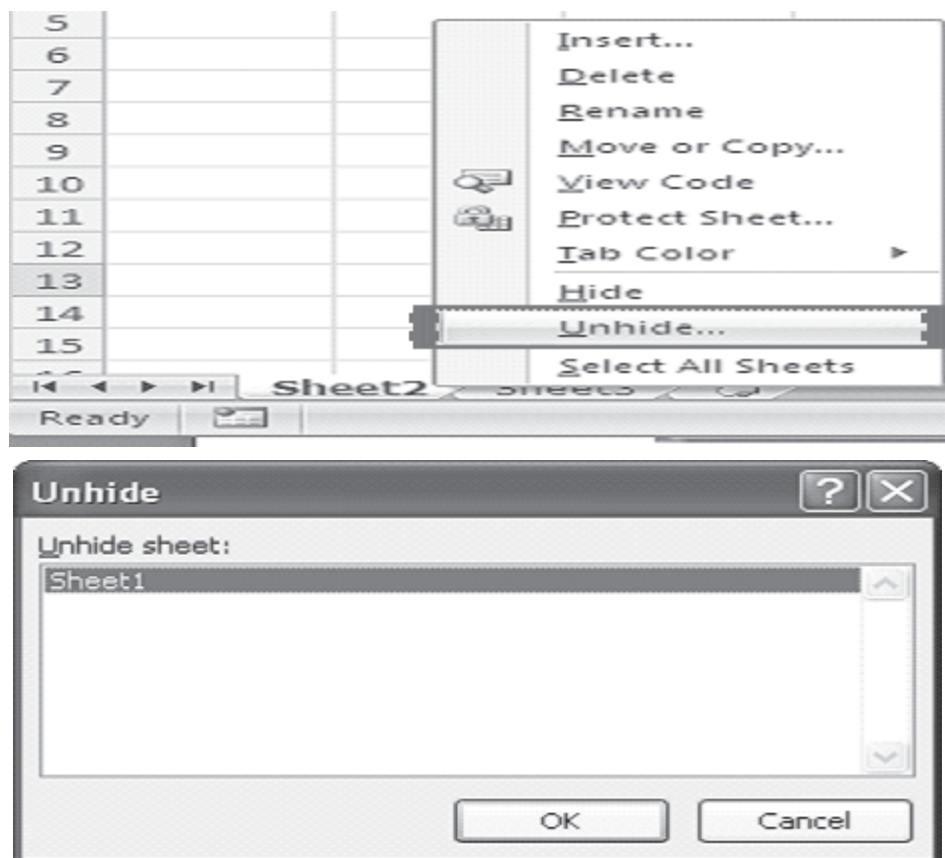 5
6
7
8
9
10
11
12
13
14
15
Insert...
Delete
Rename
Move or Copy...
View Code
Protect Sheet...
Tab Color
Hide
Unhide...
Select All Sheets
Sheet2 Sheet3
Ready
Unhide
Unhide sheet:
Sheet1
OK Cancel